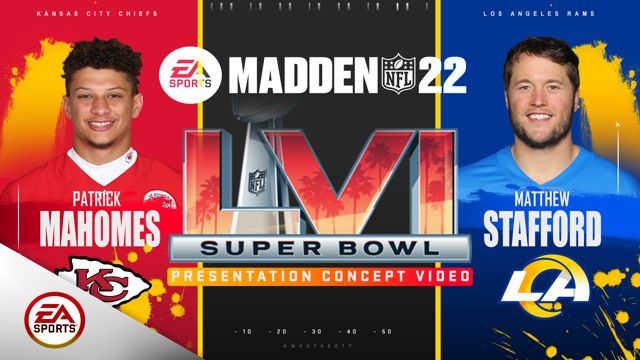 KANSAS CITY CHIEFS
LOS ANGELES RAMS
EA
SPORTS
MADDEN NFL 22
PATRICK
MAHOMES
MATTHEW
STAFFORD
LVI
NFL
SUPER BOWL
PRESENTATION CONCEPT VIDEO
KC
LA
EA
SPORTS
- 10 - 20 - 30 - 40 - 50